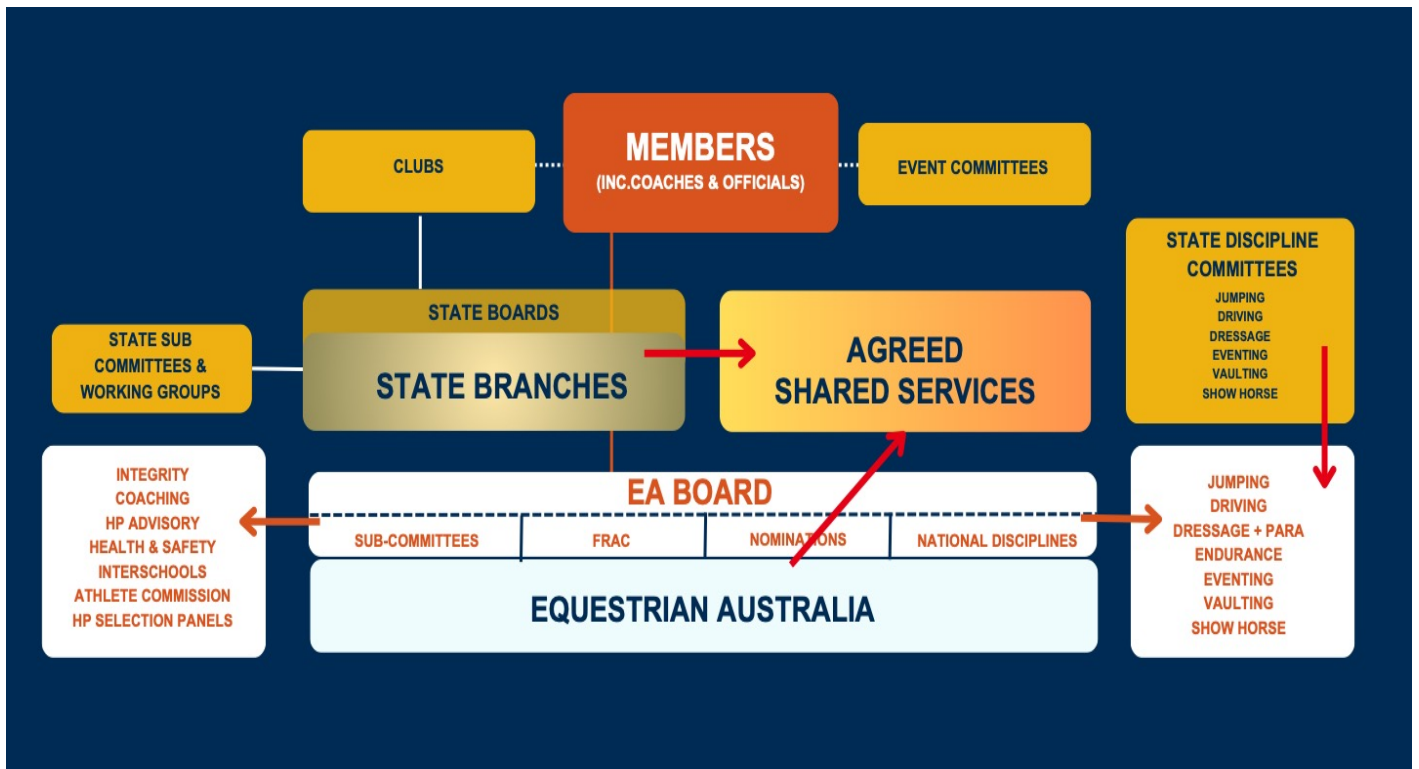 CLUBS
MEMBERS
(INC.COACHES & OFFICIALS)
EVENT COMMITTEES
STATE DISCIPLINE
COMMITTEES
JUMPING
DRIVING
DRESSAGE
EVENTING
VAULTING
SHOW HORSE
STATE BOARDS
STATE BRANCHES
AGREED
SHARED SERVICES
STATE SUB
COMMITTEES &
WORKING GROUPS
INTEGRITY
COACHING
HP ADVISORY
HEALTH & SAFETY
INTERSCHOOLS
ATHLETE COMMISSION
HP SELECTION PANELS
EA BOARD
SUB-COMMITTEES
FRAC
NOMINATIONS
NATIONAL DISCIPLINES
EQUESTRIAN AUSTRALIA
JUMPING
DRIVING
DRESSAGE + PARA
ENDURANCE
EVENTING
VAULTING
SHOW HORSE